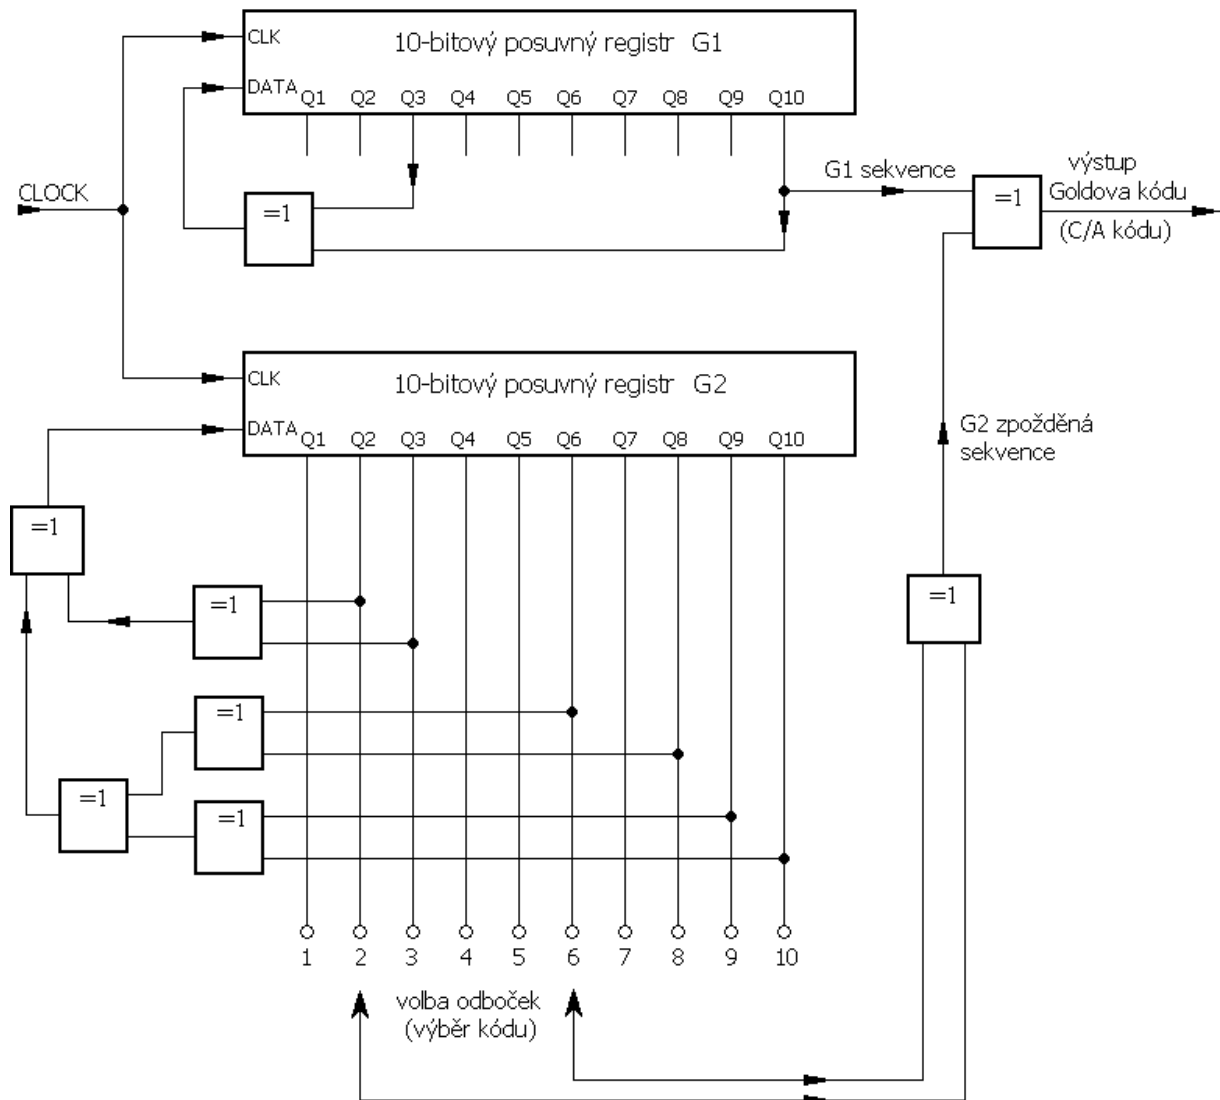 CLK
10-bitový posuvný registr G1
DATA
Q1 Q2 Q3 Q4 Q5 Q6 Q7 Q8 Q9 Q10
CLOCK
=1
G1 sekvence
=1
výstup
Goldova kódu
(C/A kódu)
CLK
10-bitový posuvný registr G2
DATA
Q1 Q2 Q3 Q4 Q5 Q6 Q7 Q8 Q9 Q10
G2 zpožděná
sekvence
=1
=1
=1
=1
=1
=1
1 2 3 4 5 6 7 8 9 10
volba odboček
(výběr kódu)